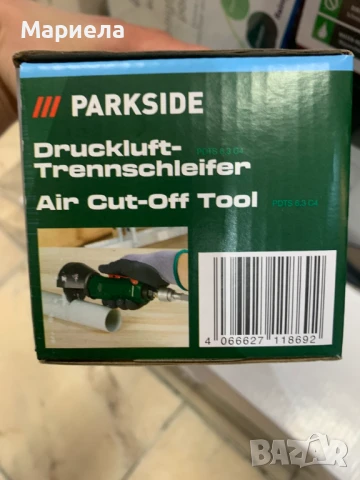 Мариела
/// PARKSIDE
Druckluft- PDTS 6.3 C4
Trennschleifer
Air Cut-Off Tool PDTS 6.3 C4
4 066627 118692
BAZAR